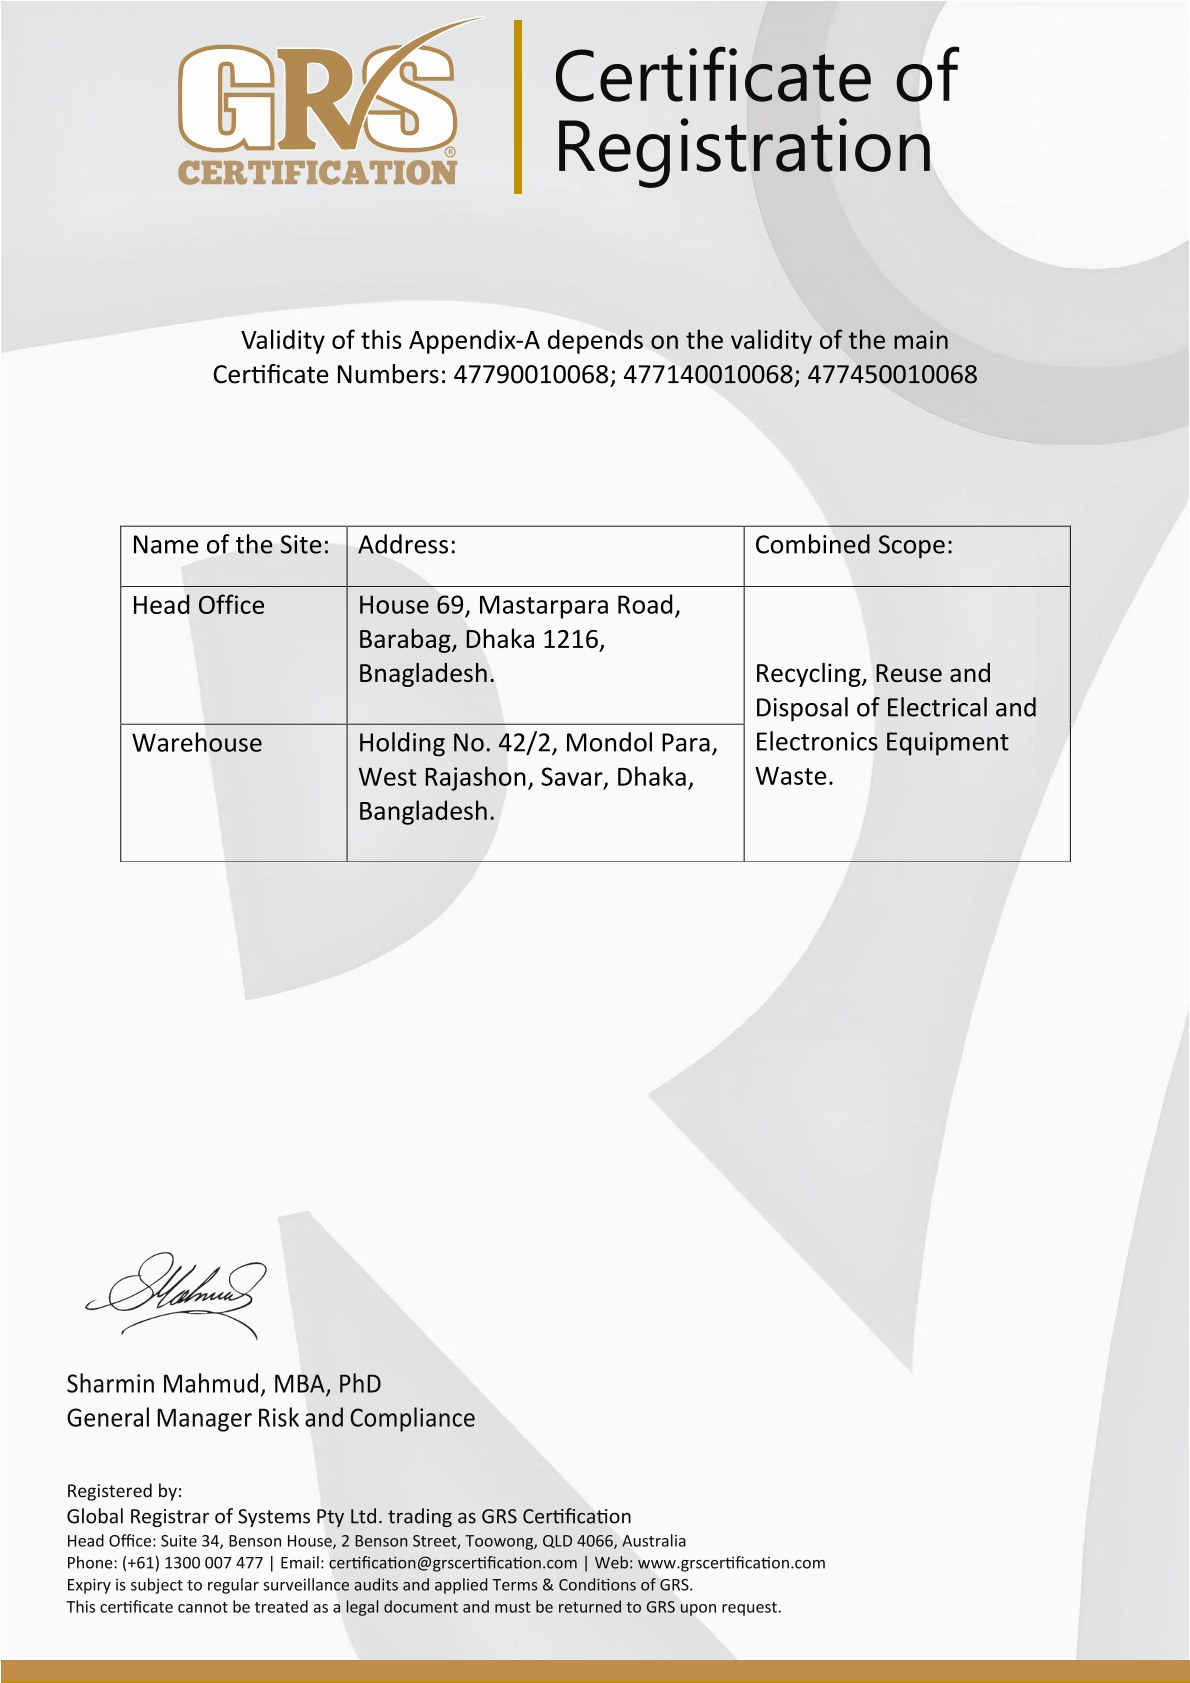 GRS
CERTIFICATION®
Certificate of
Registration
Validity of this Appendix-A depends on the validity of the main
Certificate Numbers: 47790010068; 477140010068; 477450010068
Name of the Site:
Address:
Combined Scope:
Head Office
House 69, Mastarpara Road,
Barabag, Dhaka 1216,
Bnagladesh.
Recycling, Reuse and
Disposal of Electrical and
Electronics Equipment
Waste.
Warehouse
Holding No. 42/2, Mondol Para,
West Rajashon, Savar, Dhaka,
Bangladesh.
SMahmud
Sharmin Mahmud, MBA, PhD
General Manager Risk and Compliance
Registered by:
Global Registrar of Systems Pty Ltd. trading as GRS Certification
Head Office: Suite 34, Benson House, 2 Benson Street, Toowong, QLD 4066, Australia
Phone: (+61) 1300 007 477 | Email: certification@grscertification.com | Web: www.grscertification.com
Expiry is subject to regular surveillance audits and applied Terms & Conditions of GRS.
This certificate cannot be treated as a legal document and must be returned to GRS upon request.